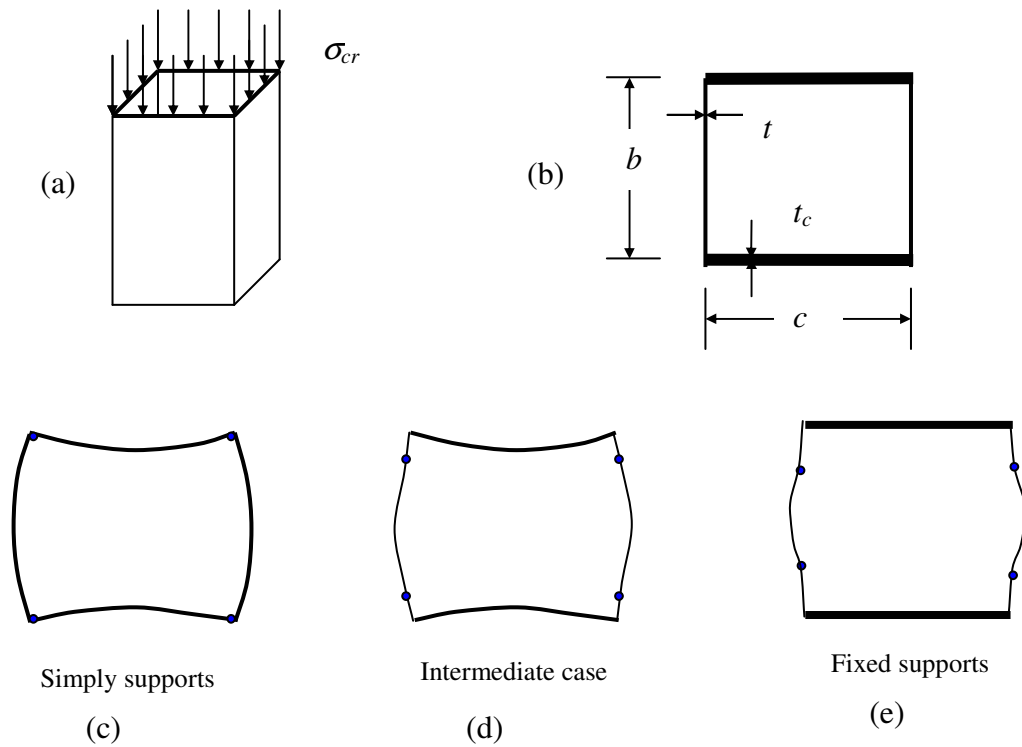 σcr
(a)
(b)
b
t
tc
c
Simply supports
Intermediate case
Fixed supports
(c)
(d)
(e)